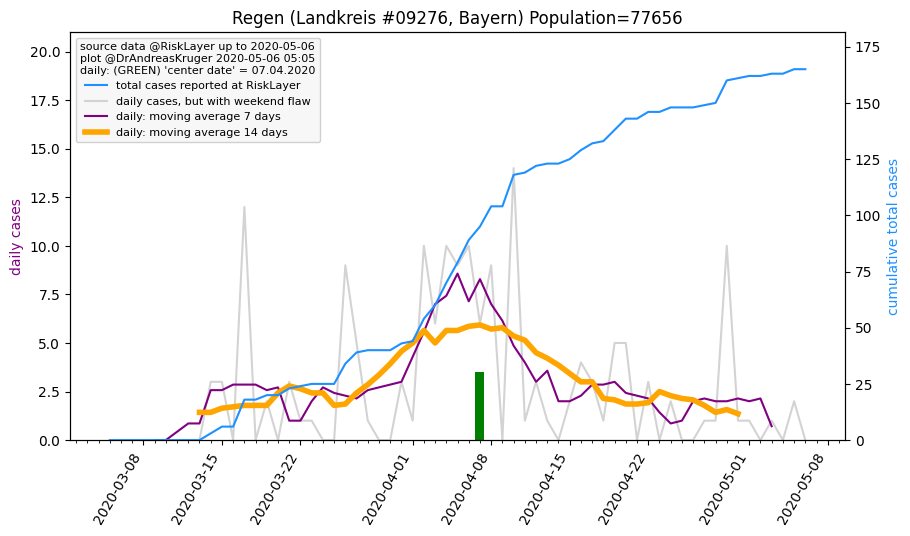 Regen (Landkreis #09276, Bayern) Population=77656
source data @RiskLayer up to 2020-05-06
plot @DrAndreasKruger 2020-05-06 05:05
daily: (GREEN) 'center date' = 07.04.2020
total cases reported at RiskLayer
daily cases, but with weekend flaw
daily: moving average 7 days
daily: moving average 14 days
daily cases
20.0
17.5
15.0
12.5
10.0
7.5
5.0
2.5
0.0
cumulative total cases
175
150
125
100
75
50
25
0
2020-03-08
2020-03-15
2020-03-22
2020-04-01
2020-04-08
2020-04-15
2020-04-22
2020-05-01
2020-05-08